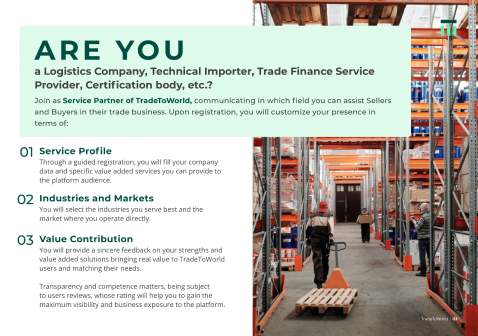 ARE YOU
a Logistics Company, Technical Importer, Trade Finance Service
Provider, Certification body, etc.?
Join as Service Partner of TradeToWorld, communicating in which field you can assist Sellers
and Buyers in their trade business. Upon registration, you will customize your presence in
terms of:
01 Service Profile
Through a guided registration, you will fill your company
data and specific value added services you can provide to
the platform audience.
02 Industries and Markets
You will select the industries you serve best and the
market where you operate directly.
03 Value Contribution
You will provide a sincere feedback on your strengths and
value added solutions bringing real value to TradeToWorld
users and matching their needs.
Transparency and competence matters, being subject
to users reviews, whose rating will help you to gain the
maximum visibility and business exposure to the platform.
TradeToWorld | 03